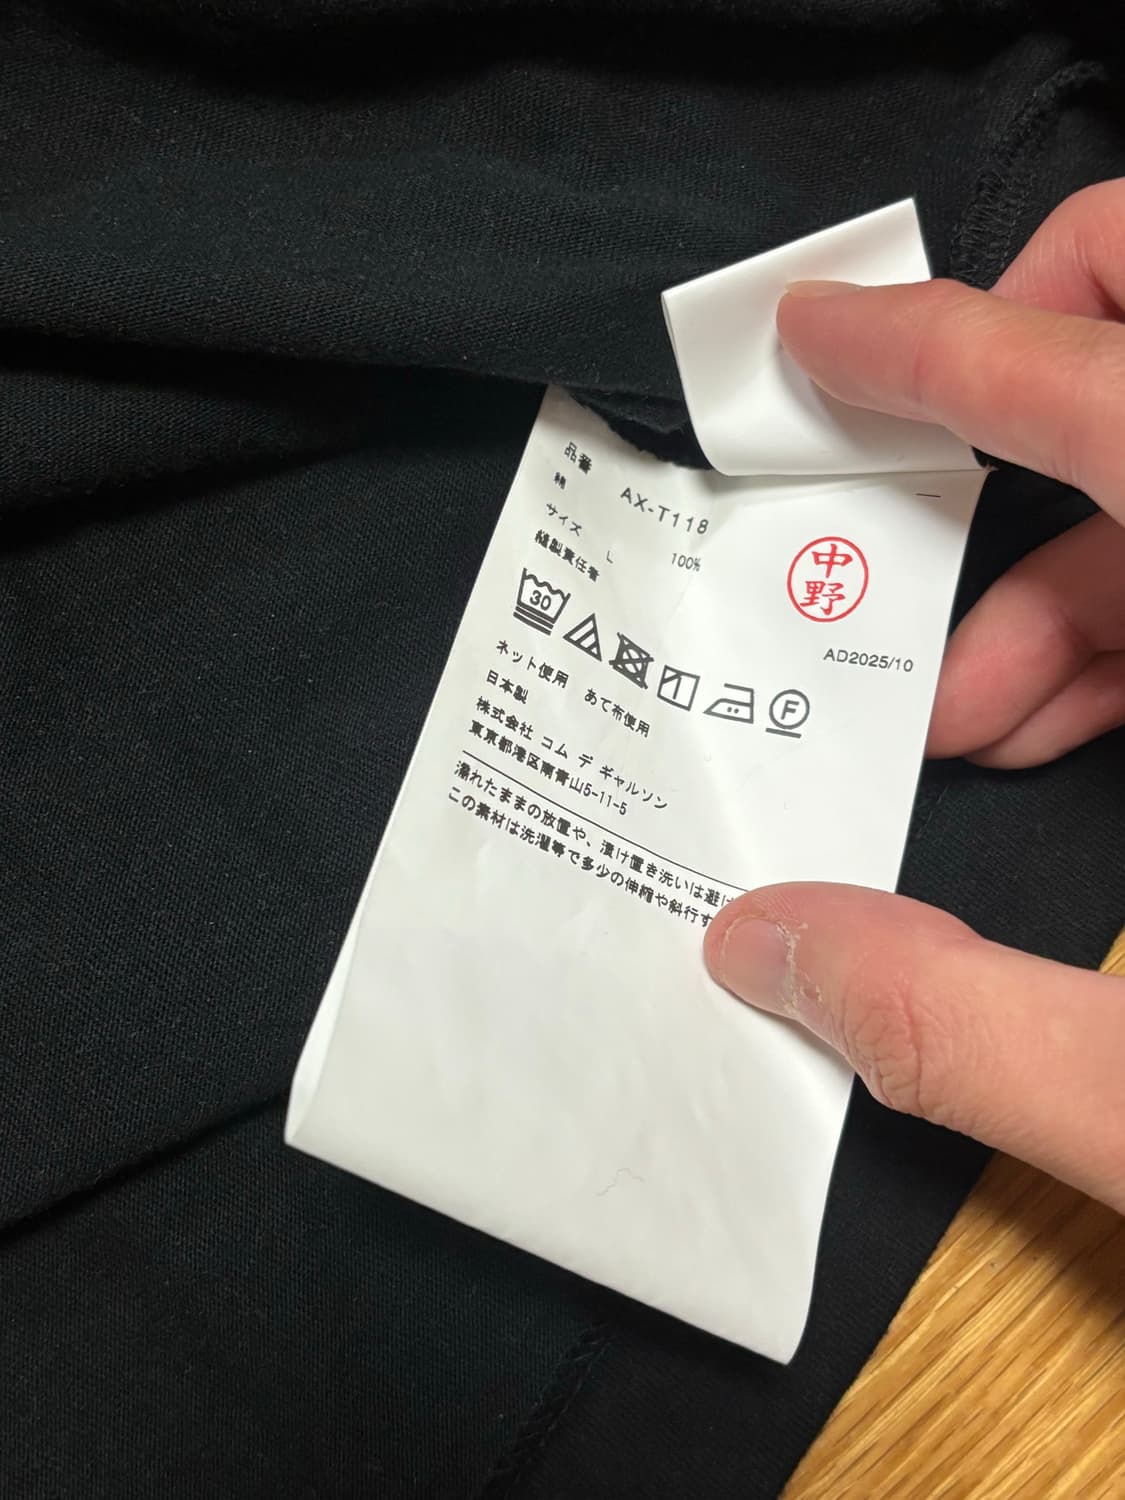 品番 AX-T118
綿 100%
サイズ L
縫製責任者
中野
AD2025/10
30
F
ネット使用 あて布使用
日本製
株式会社 コム デ ギャルソン
東京都港区南青山5-11-5
濡れたままの放置や、漬け置き洗いは避け
この素材は洗濯等で多少の伸縮や斜行す